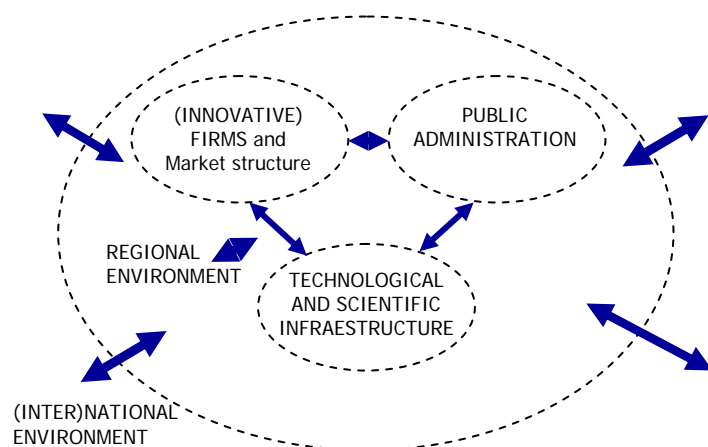 (INNOVATIVE)
FIRMS and
Market structure
PUBLIC
ADMINISTRATION
REGIONAL
ENVIRONMENT
TECHNOLOGICAL
AND SCIENTIFIC
INFRAESTRUCTURE
(INTER)NATIONAL
ENVIRONMENT